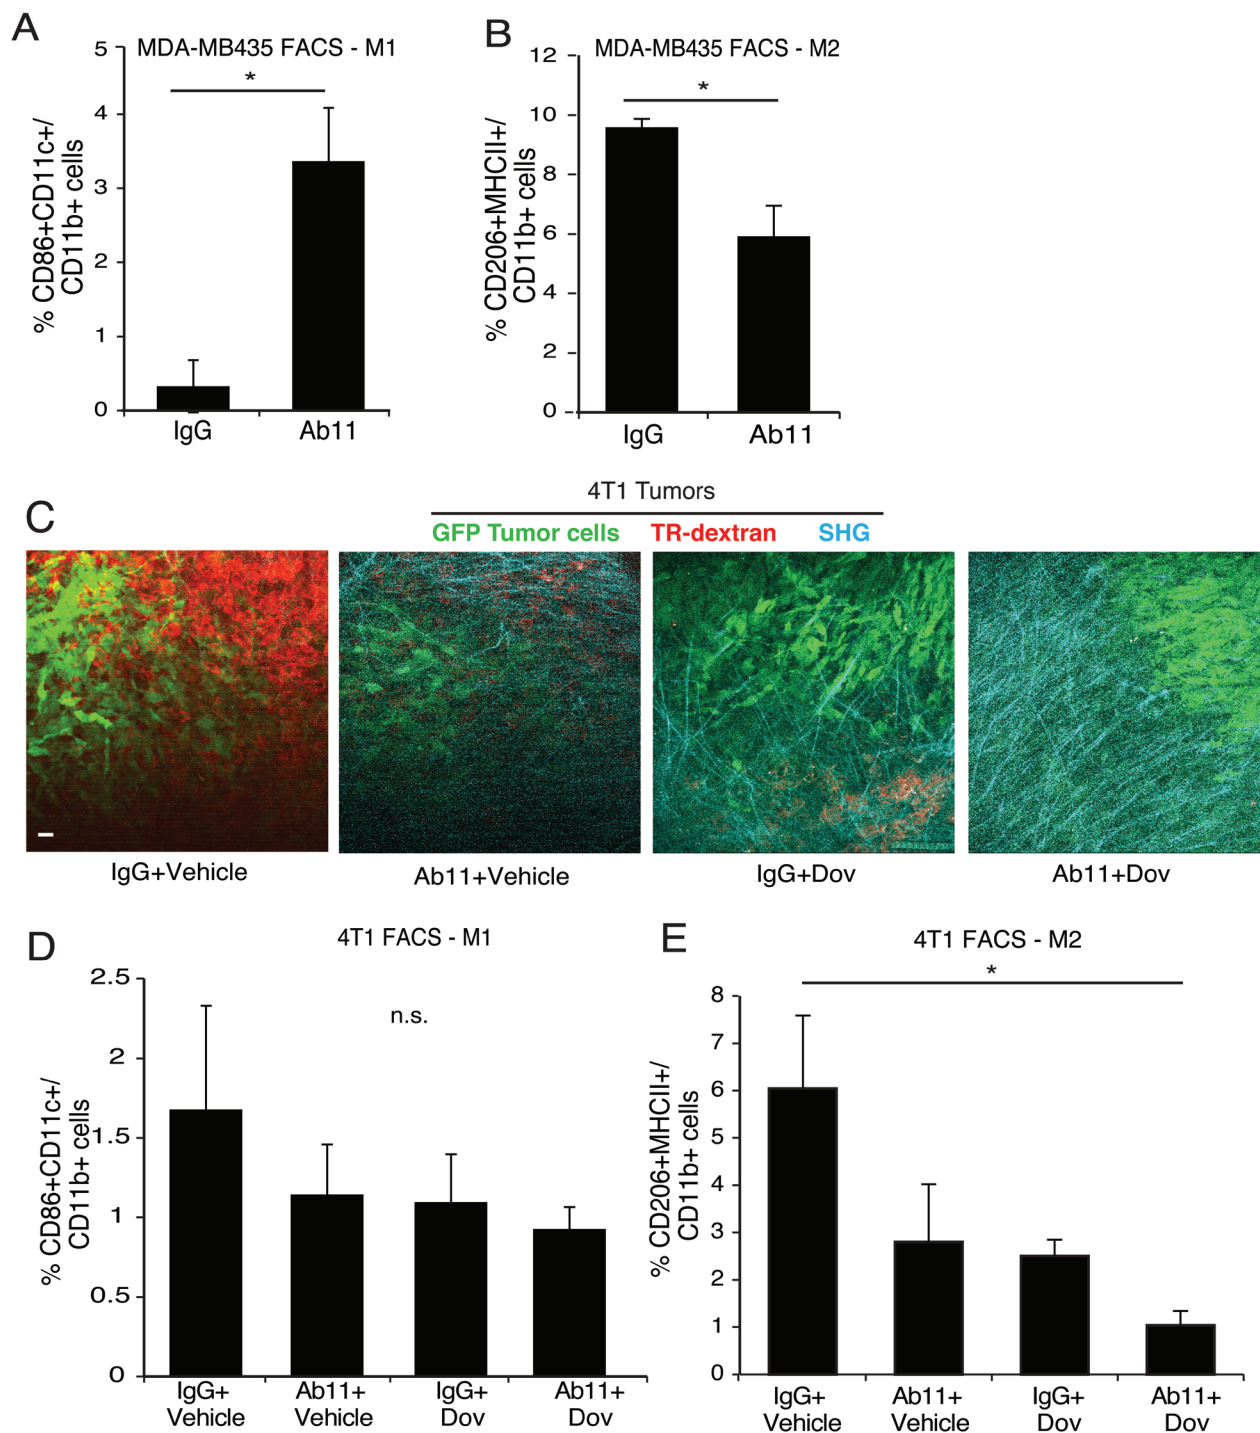 A
MDA-MB435 FACS - M1
*
% CD86+CD11c+/
CD11b+ cells
5
4
3
2
1
0
IgG
Ab11
B
MDA-MB435 FACS - M2
*
% CD206+MHCII+/
CD11b+ cells
12
10
8
6
4
2
0
IgG
Ab11
C
4T1 Tumors
GFP Tumor cells TR-dextran SHG
IgG+Vehicle
Ab11+Vehicle
IgG+Dov
Ab11+Dov
D
4T1 FACS - M1
n.s.
% CD86+CD11c+/
CD11b+ cells
2.5
2
1.5
1
0.5
0
IgG+
Vehicle
Ab11+
Vehicle
IgG+
Dov
Ab11+
Dov
E
4T1 FACS - M2
*
% CD206+MHCII+/
CD11b+ cells
8
7
6
5
4
3
2
1
0
IgG+
Vehicle
Ab11+
Vehicle
IgG+
Dov
Ab11+
Dov